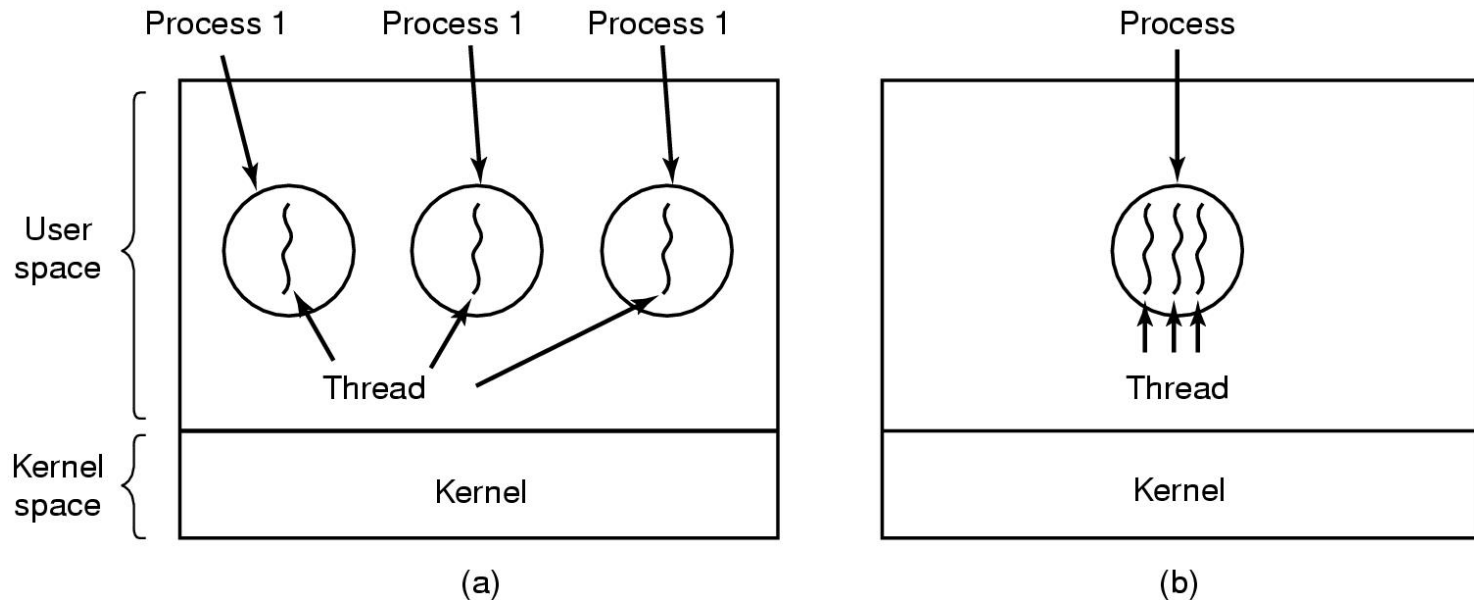 Process 1
Process 1
Process 1
Process
User
space
Thread
Thread
Kernel
space
Kernel
Kernel
(a)
(b)